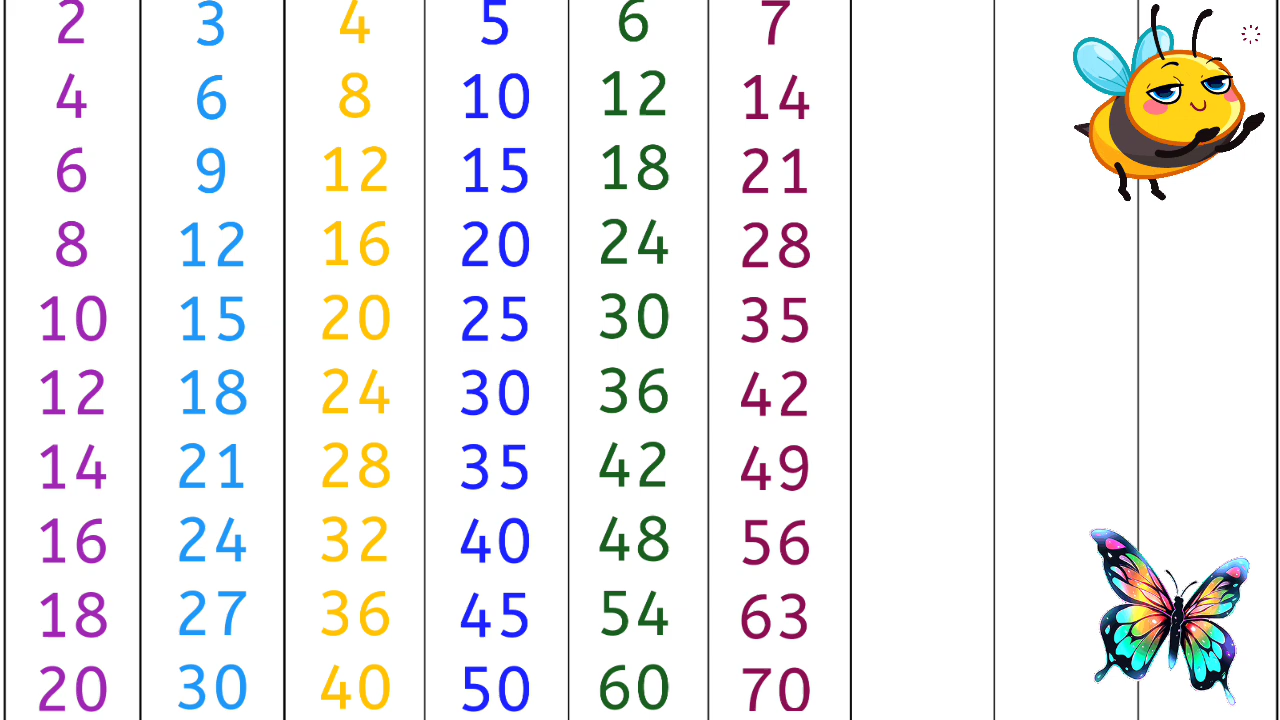 2 3 4 5 6 7
4 6 8 10 12 14
6 9 12 15 18 21
8 12 16 20 24 28
10 15 20 25 30 35
12 18 24 30 36 42
14 21 28 35 42 49
16 24 32 40 48 56
18 27 36 45 54 63
20 30 40 50 60 70